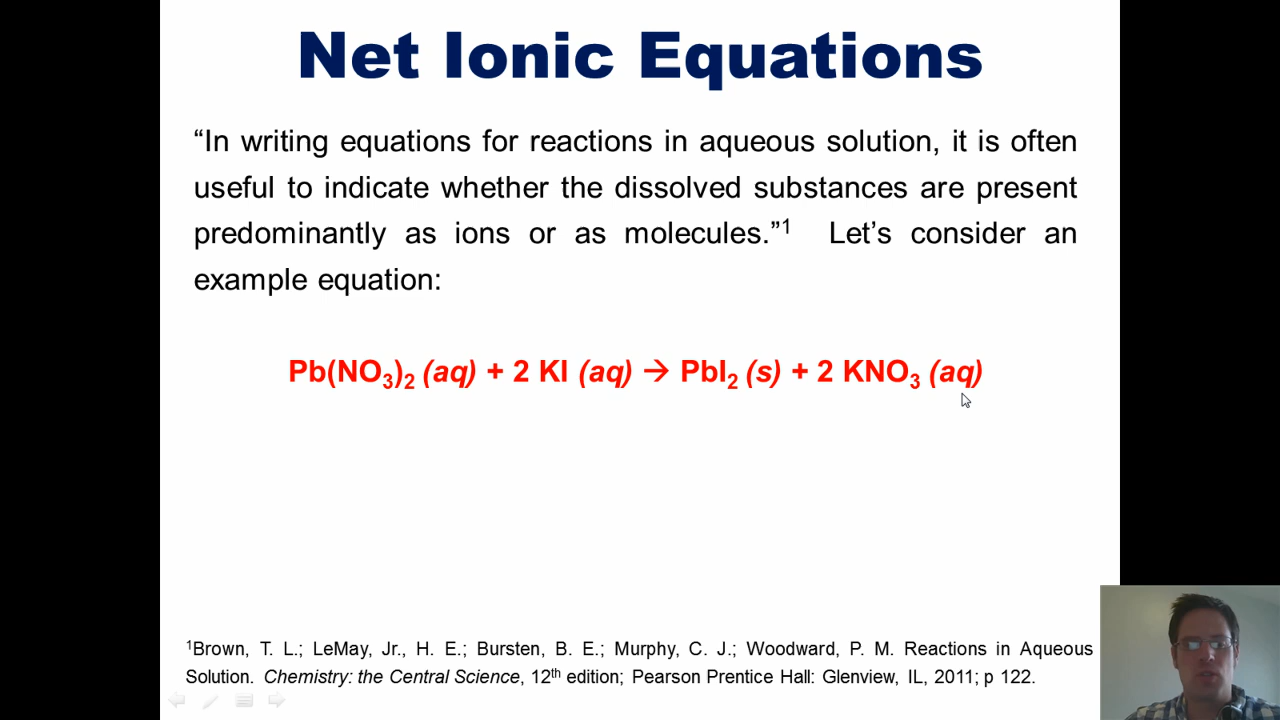 Net Ionic Equations
“In writing equations for reactions in aqueous solution, it is often
useful to indicate whether the dissolved substances are present
predominantly as ions or as molecules.”¹ Let’s consider an
example equation:
Pb(NO₃)₂ (aq) + 2 KI (aq) → PbI₂ (s) + 2 KNO₃ (aq)
¹Brown, T. L.; LeMay, Jr., H. E.; Bursten, B. E.; Murphy, C. J.; Woodward, P. M. Reactions in Aqueous
Solution. Chemistry: the Central Science, 12ᵗʰ edition; Pearson Prentice Hall: Glenview, IL, 2011; p 122.